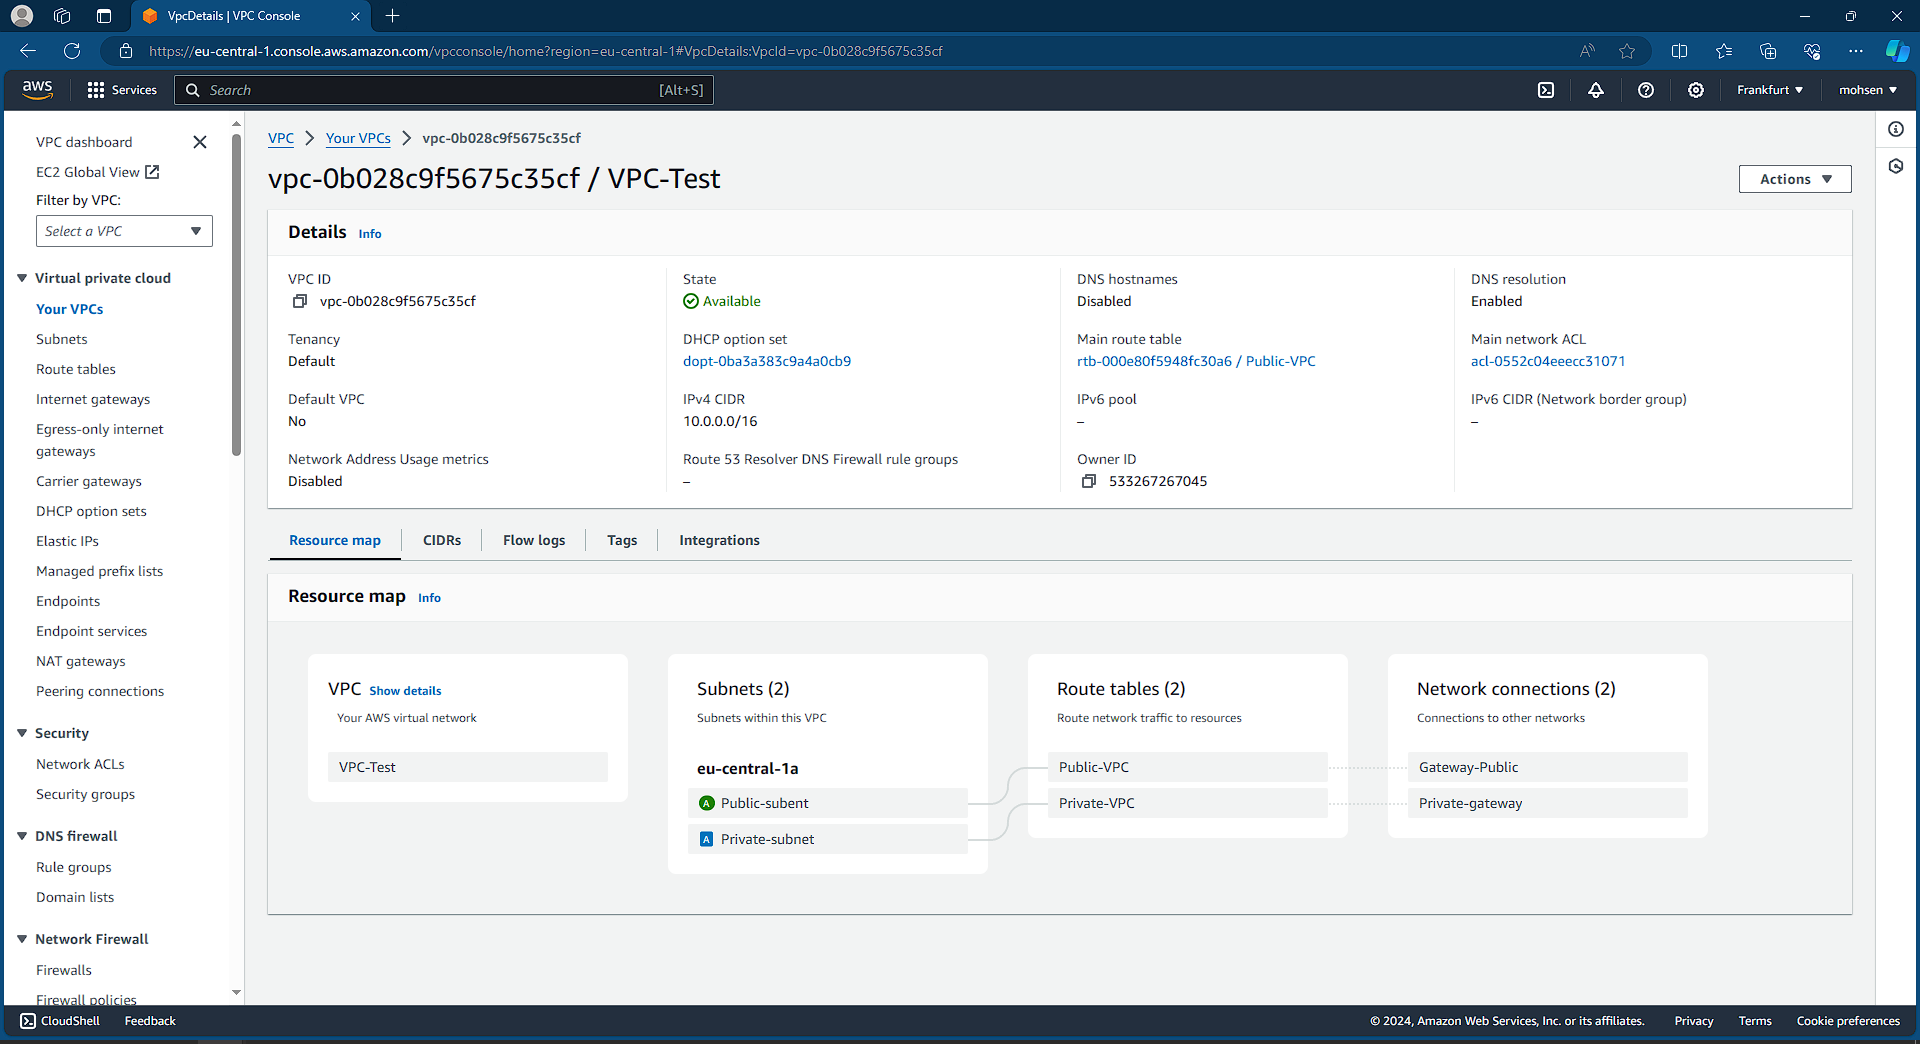 VpcDetails | VPC Console
https://eu-central-1.console.aws.amazon.com/vpcconsole/home?region=eu-central-1#VpcDetails:VpcId=vpc-0b028c9f5675c35cf
aws Services Search [Alt+S] Frankfurt mohsen
VPC dashboard
EC2 Global View
Filter by VPC:
Select a VPC
Virtual private cloud
Your VPCs
Subnets
Route tables
Internet gateways
Egress-only internet
gateways
Carrier gateways
DHCP option sets
Elastic IPs
Managed prefix lists
Endpoints
Endpoint services
NAT gateways
Peering connections
Security
Network ACLs
Security groups
DNS firewall
Rule groups
Domain lists
Network Firewall
Firewalls
Firewall policies
VPC > Your VPCs > vpc-0b028c9f5675c35cf
vpc-0b028c9f5675c35cf / VPC-Test
Actions
Details Info
VPC ID
vpc-0b028c9f5675c35cf
State
Available
DNS hostnames
Disabled
DNS resolution
Enabled
Tenancy
Default
DHCP option set
dopt-0ba3a383c9a4a0cb9
Main route table
rtb-000e80f5948fc30a6 / Public-VPC
Main network ACL
acl-0552c04eeecc31071
Default VPC
No
IPv4 CIDR
10.0.0.0/16
IPv6 pool
–
IPv6 CIDR (Network border group)
–
Network Address Usage metrics
Disabled
Route 53 Resolver DNS Firewall rule groups
–
Owner ID
533267267045
Resource map CIDRs Flow logs Tags Integrations
Resource map Info
VPC Show details
Your AWS virtual network
VPC-Test
Subnets (2)
Subnets within this VPC
eu-central-1a
A Public-subent
A Private-subnet
Route tables (2)
Route network traffic to resources
Public-VPC
Private-VPC
Network connections (2)
Connections to other networks
Gateway-Public
Private-gateway
CloudShell Feedback © 2024, Amazon Web Services, Inc. or its affiliates. Privacy Terms Cookie preferences